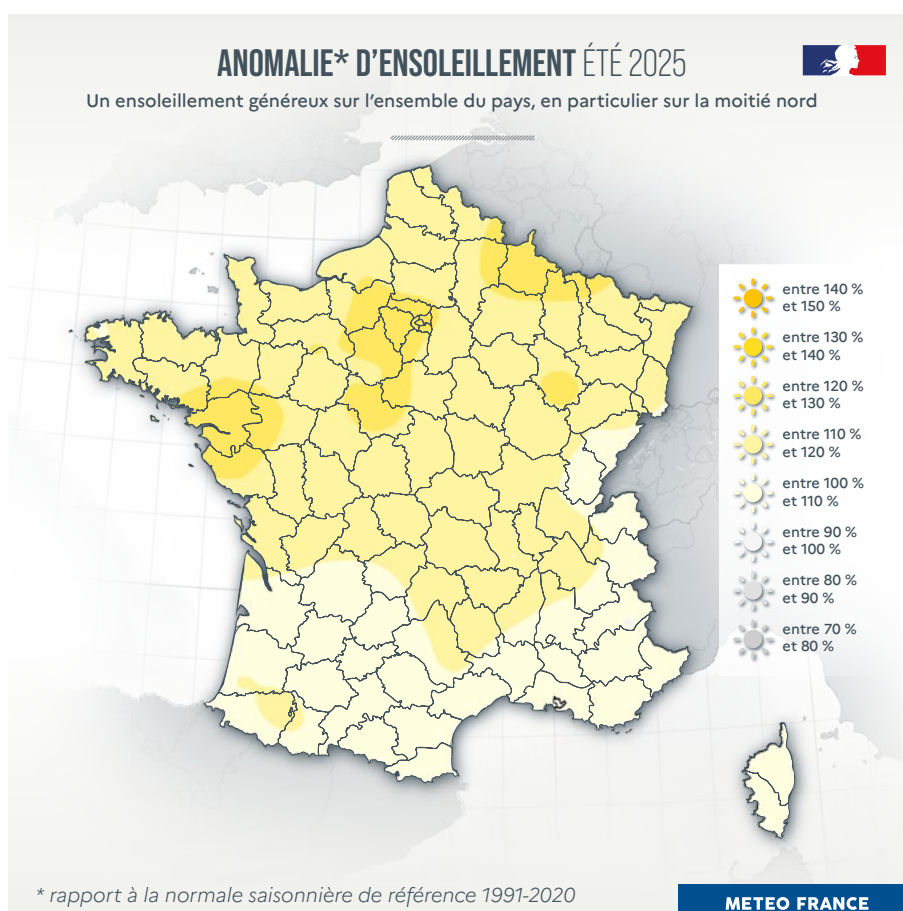 ANOMALIE* D'ENSOLEILLEMENT ÉTÉ 2025
Un ensoleillement généreux sur l'ensemble du pays, en particulier sur la moitié nord
entre 140 %
et 150 %
entre 130 %
et 140 %
entre 120 %
et 130 %
entre 110 %
et 120 %
entre 100 %
et 110 %
entre 90 %
et 100 %
entre 80 %
et 90 %
entre 70 %
et 80 %
* rapport à la normale saisonnière de référence 1991-2020
METEO FRANCE